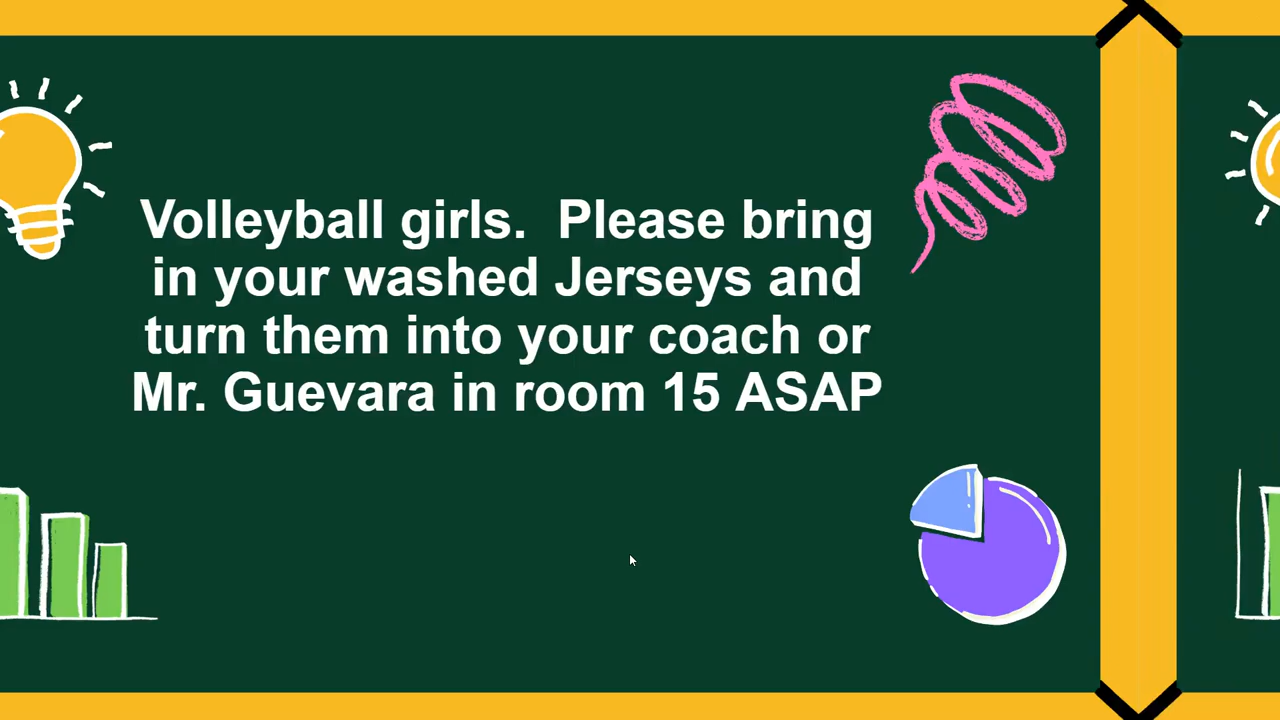 Volleyball girls.  Please bring
in your washed Jerseys and
turn them into your coach or
Mr. Guevara in room 15 ASAP